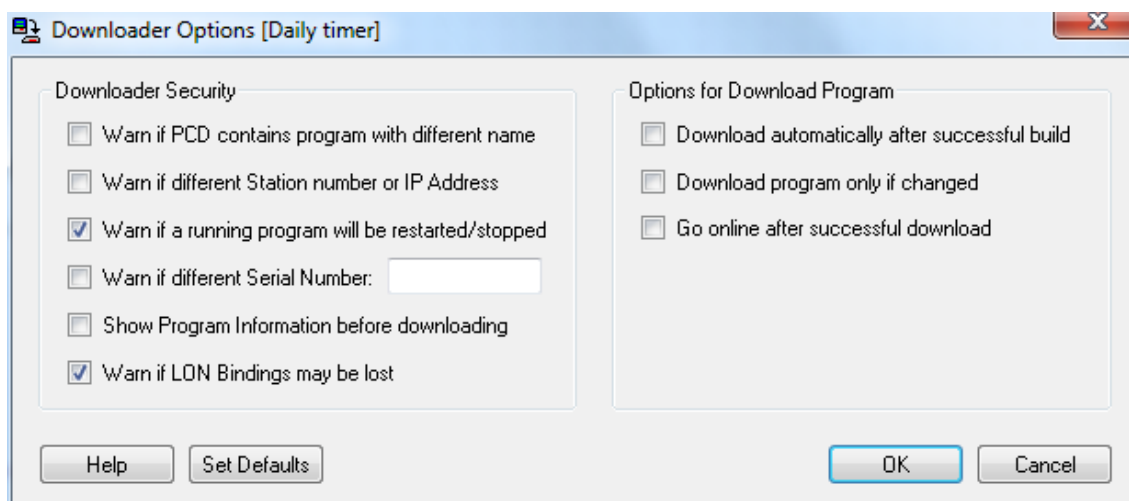 Downloader Options [Daily timer]
Downloader Security
Warn if PCD contains program with different name
Warn if different Station number or IP Address
Warn if a running program will be restarted/stopped
Warn if different Serial Number:
Show Program Information before downloading
Warn if LON Bindings may be lost
Options for Download Program
Download automatically after successful build
Download program only if changed
Go online after successful download
Help
Set Defaults
OK
Cancel